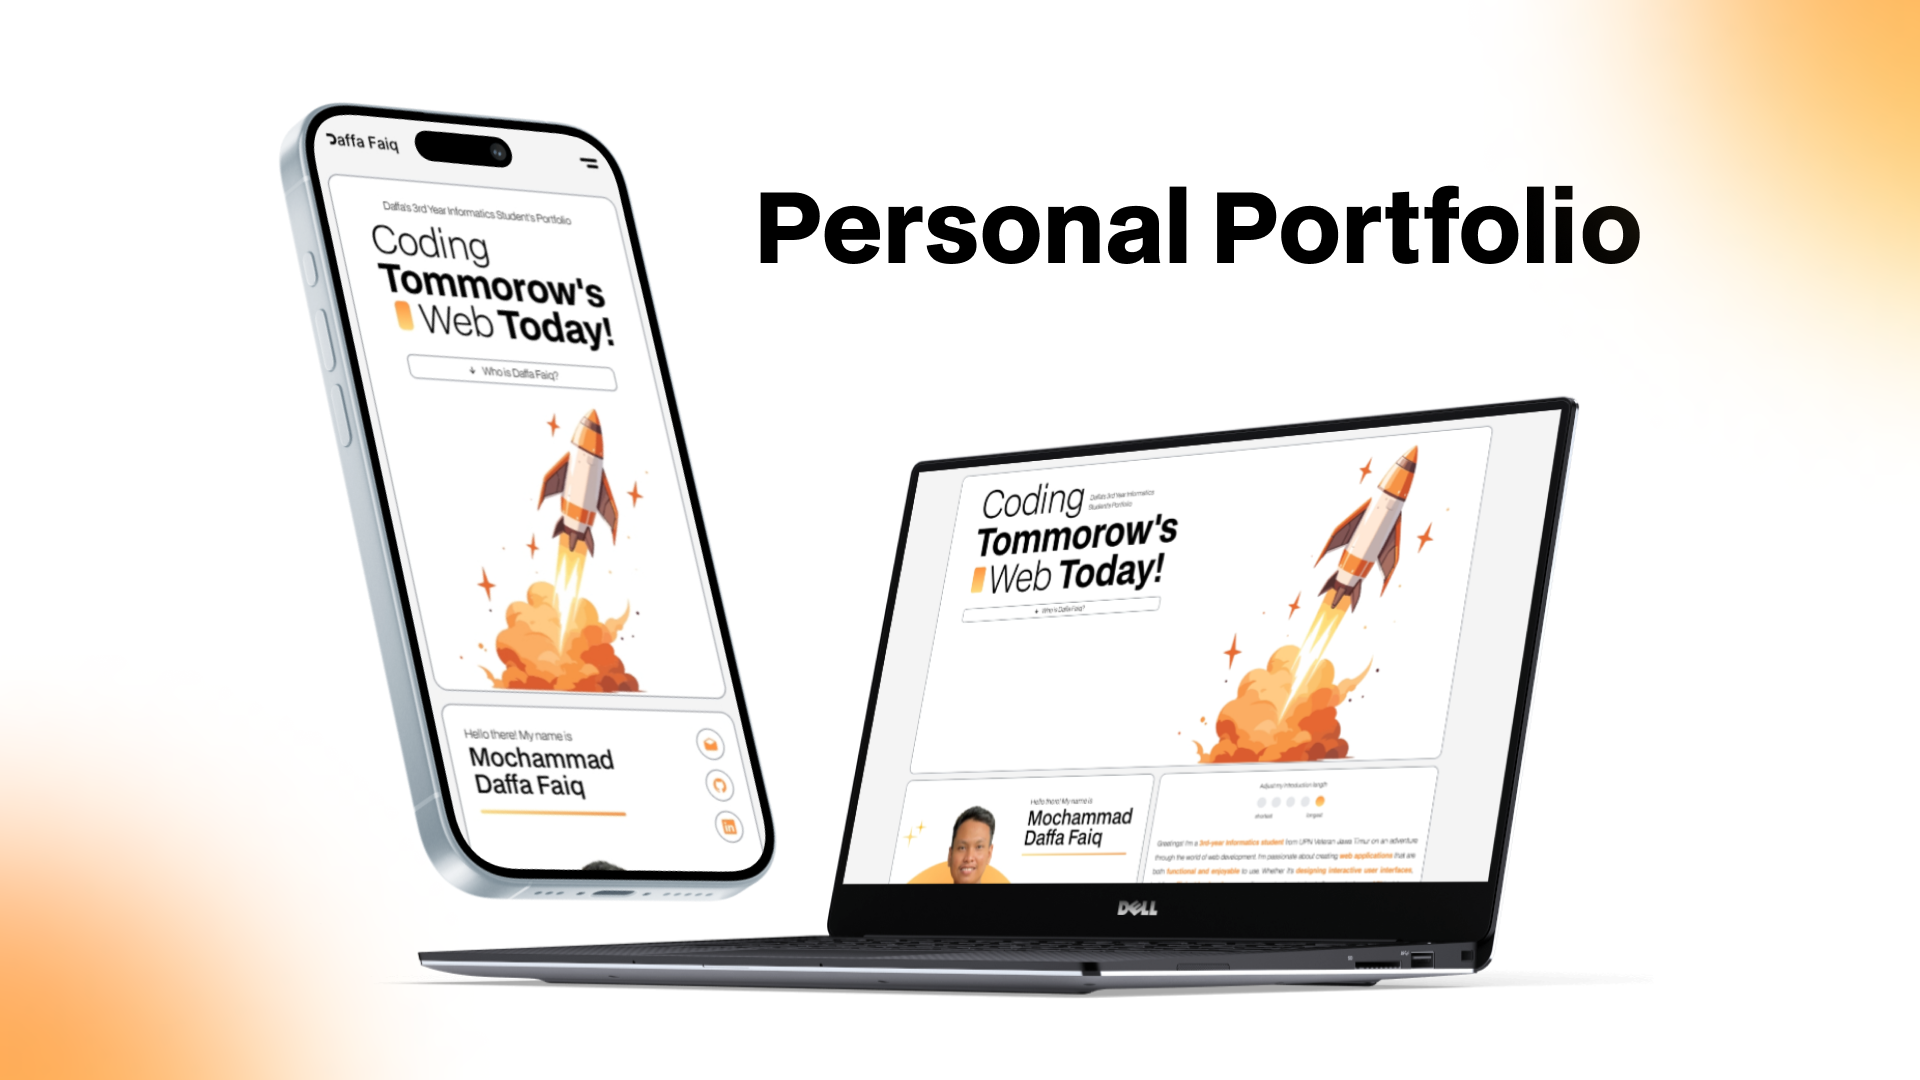 Personal Portfolio
Daffa Faiq
Daffa's 3rd Year Informatics Student's Portfolio
Coding
Tommorow's
Web Today!
Who is Daffa Faiq?
Hello there! My name is
Mochammad
Daffa Faiq
in
Coding
Daffa's 3rd Year Informatics
Student's Portfolio
Tommorow's
Web Today!
Who is Daffa Faiq?
Hello there! My name is
Mochammad
Daffa Faiq
Adjust my introduction length
shortest longest
Greetings! I'm a 3rd-year informatics student from UPN Veteran Jawa Timur on an adventure
through the world of web development. I'm passionate about creating web applications that are
both functional and enjoyable to use. Whether it's designing interactive user interfaces,
DELL